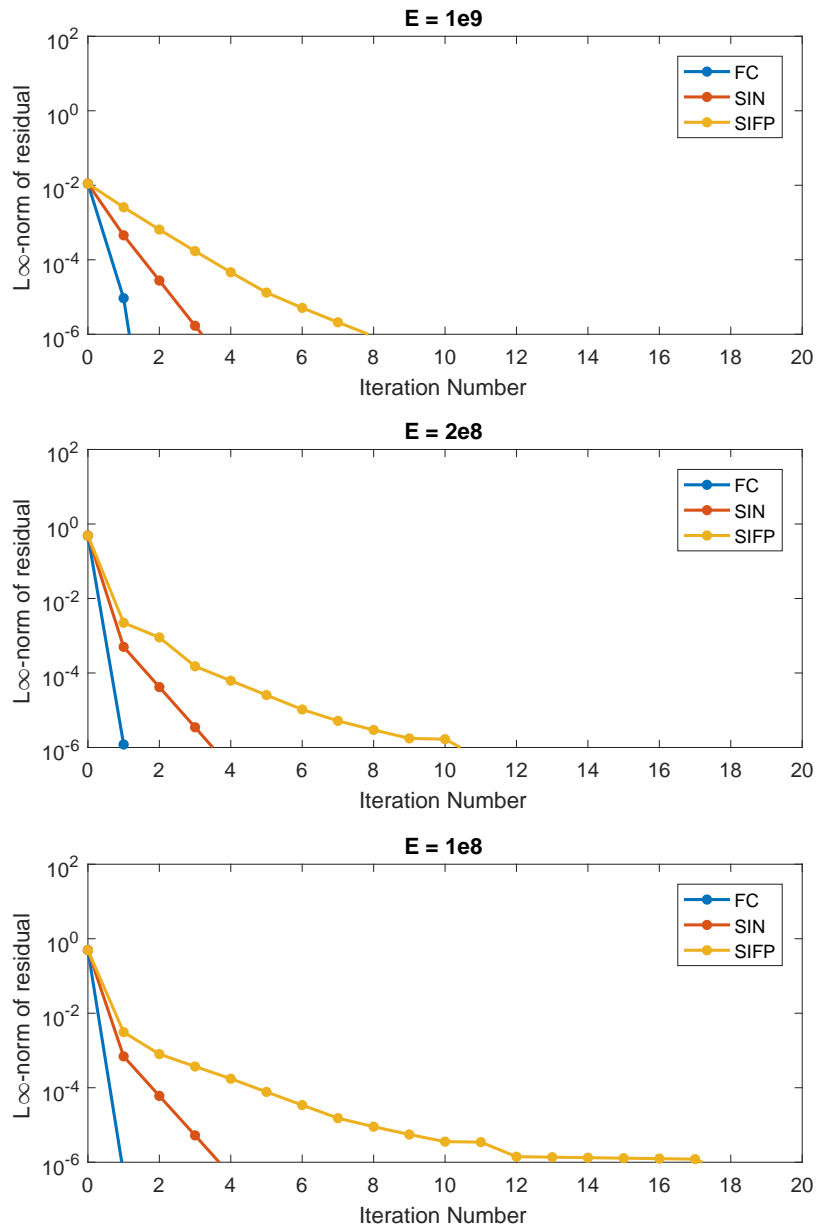 E = 1e9
10^2
10^0
10^-2
10^-4
10^-6
L∞-norm of residual
FC
SIN
SIFP
0 2 4 6 8 10 12 14 16 18 20
Iteration Number
E = 2e8
10^2
10^0
10^-2
10^-4
10^-6
L∞-norm of residual
FC
SIN
SIFP
0 2 4 6 8 10 12 14 16 18 20
Iteration Number
E = 1e8
10^2
10^0
10^-2
10^-4
10^-6
L∞-norm of residual
FC
SIN
SIFP
0 2 4 6 8 10 12 14 16 18 20
Iteration Number